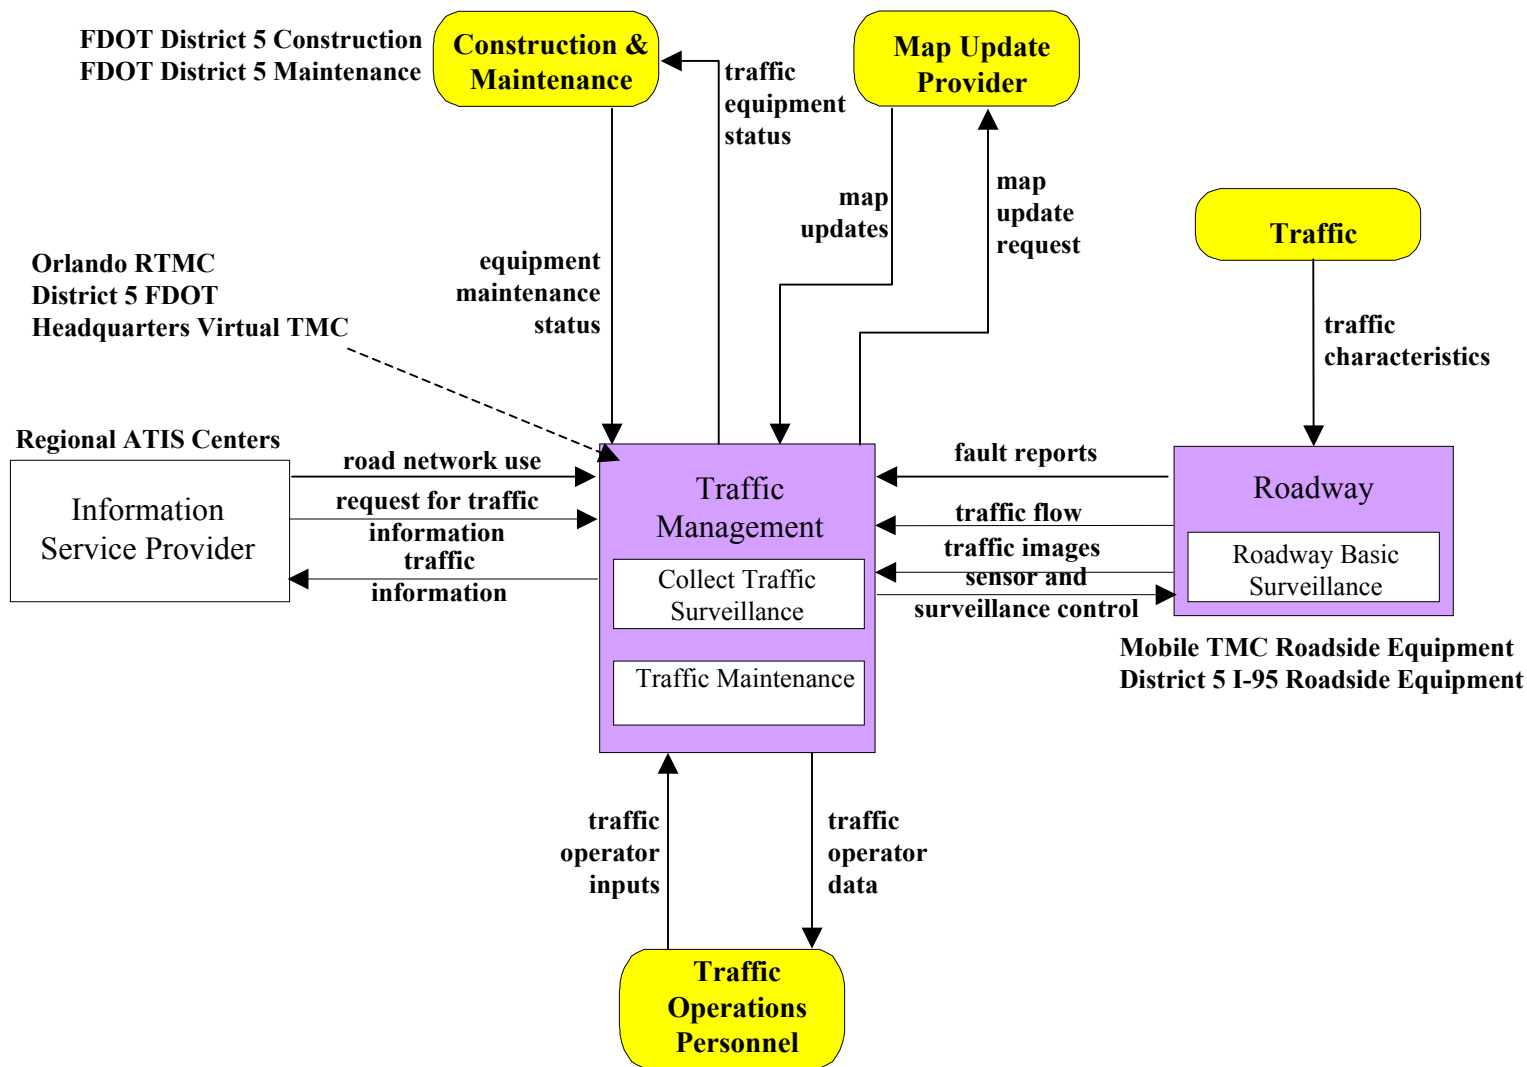 FDOT District 5 Construction
FDOT District 5 Maintenance
Construction &
Maintenance
traffic
equipment
status
Map Update
Provider
map
updates
map
update
request
Traffic
traffic
characteristics
Orlando RTMC
District 5 FDOT
Headquarters Virtual TMC
equipment
maintenance
status
Regional ATIS Centers
Information
Service Provider
road network use
request for traffic
information
traffic
information
Traffic
Management
Collect Traffic
Surveillance
Traffic Maintenance
fault reports
traffic flow
traffic images
sensor and
surveillance control
Roadway
Roadway Basic
Surveillance
Mobile TMC Roadside Equipment
District 5 I-95 Roadside Equipment
traffic
operator
inputs
traffic
operator
data
Traffic
Operations
Personnel